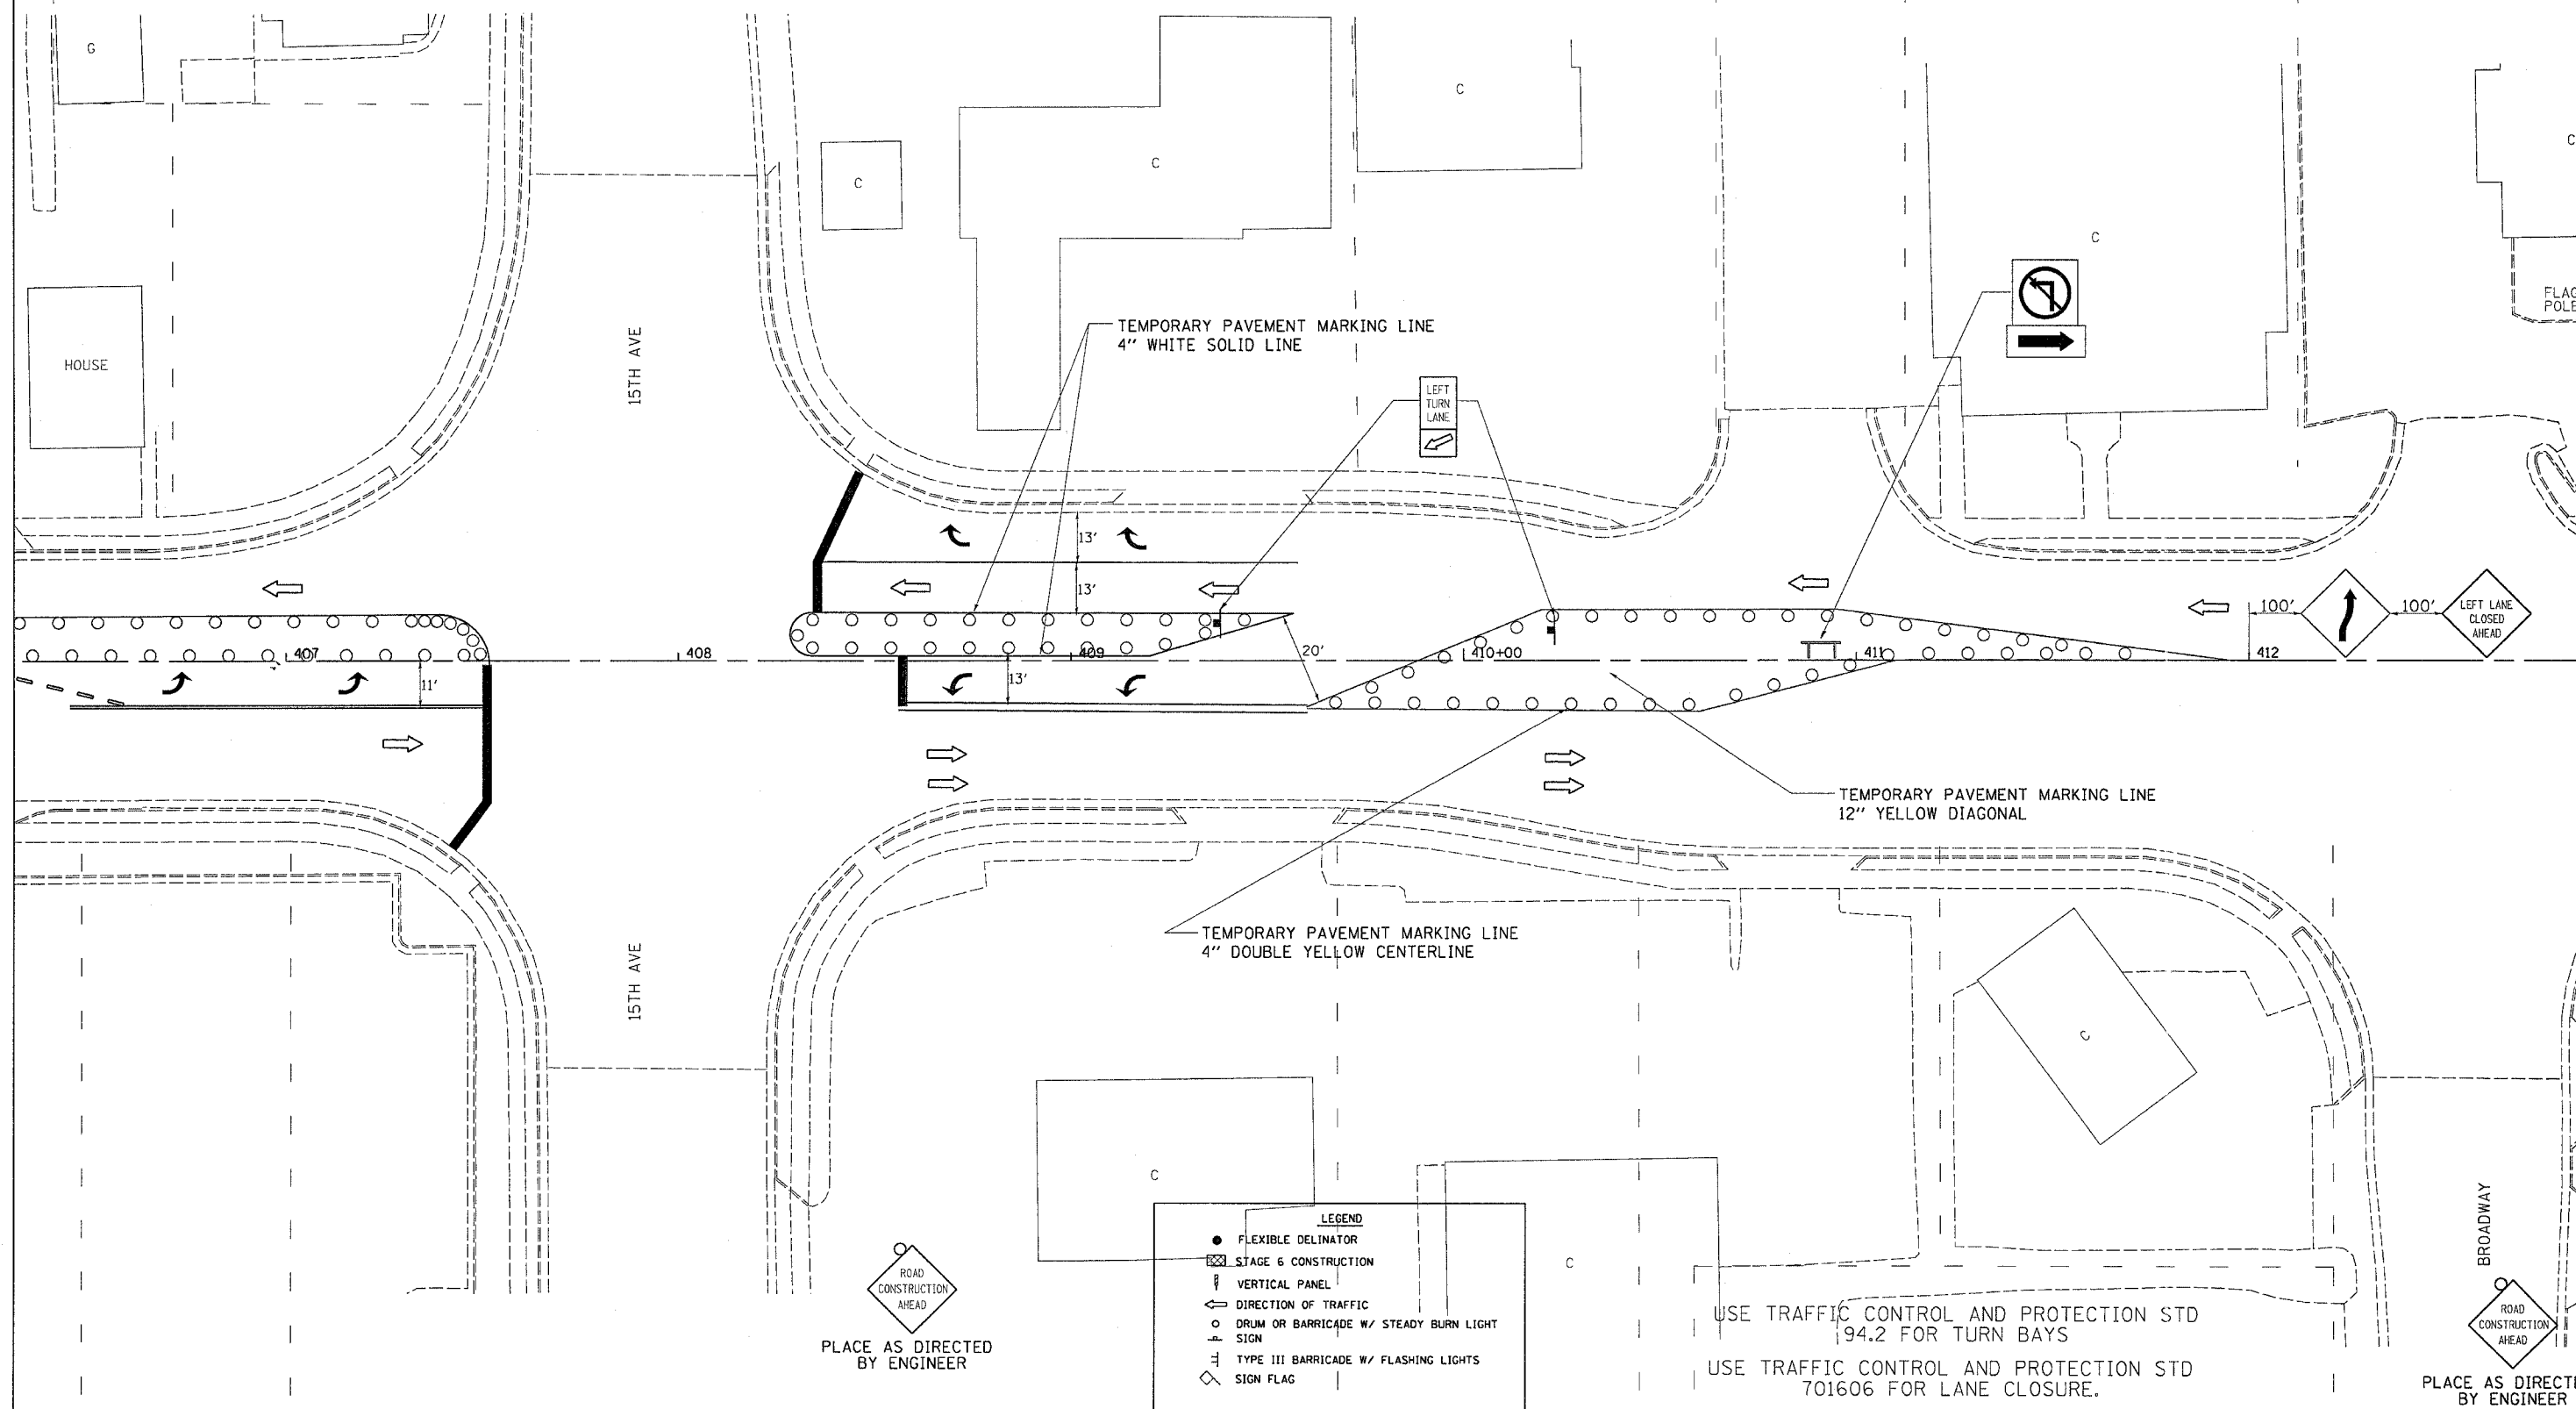 G
C
C
C
C
C
HOUSE
FLAG
POLE
15TH AVE
TEMPORARY PAVEMENT MARKING LINE
4" WHITE SOLID LINE
LEFT
TURN
LANE
13'
13'
100'
100'
LEFT LANE
CLOSED
AHEAD
407
408
409
20'
410+00
411
412
11'
13'
TEMPORARY PAVEMENT MARKING LINE
12" YELLOW DIAGONAL
TEMPORARY PAVEMENT MARKING LINE
4" DOUBLE YELLOW CENTERLINE
15TH AVE
C
C
C
BROADWAY
ROAD
CONSTRUCTION
AHEAD
PLACE AS DIRECTED
BY ENGINEER
LEGEND
FLEXIBLE DELINATOR
STAGE 6 CONSTRUCTION
VERTICAL PANEL
DIRECTION OF TRAFFIC
DRUM OR BARRICADE W/ STEADY BURN LIGHT
SIGN
TYPE III BARRICADE W/ FLASHING LIGHTS
SIGN FLAG
USE TRAFFIC CONTROL AND PROTECTION STD
94.2 FOR TURN BAYS
USE TRAFFIC CONTROL AND PROTECTION STD
701606 FOR LANE CLOSURE.
ROAD
CONSTRUCTION
AHEAD
PLACE AS DIRECTE
BY ENGINEER